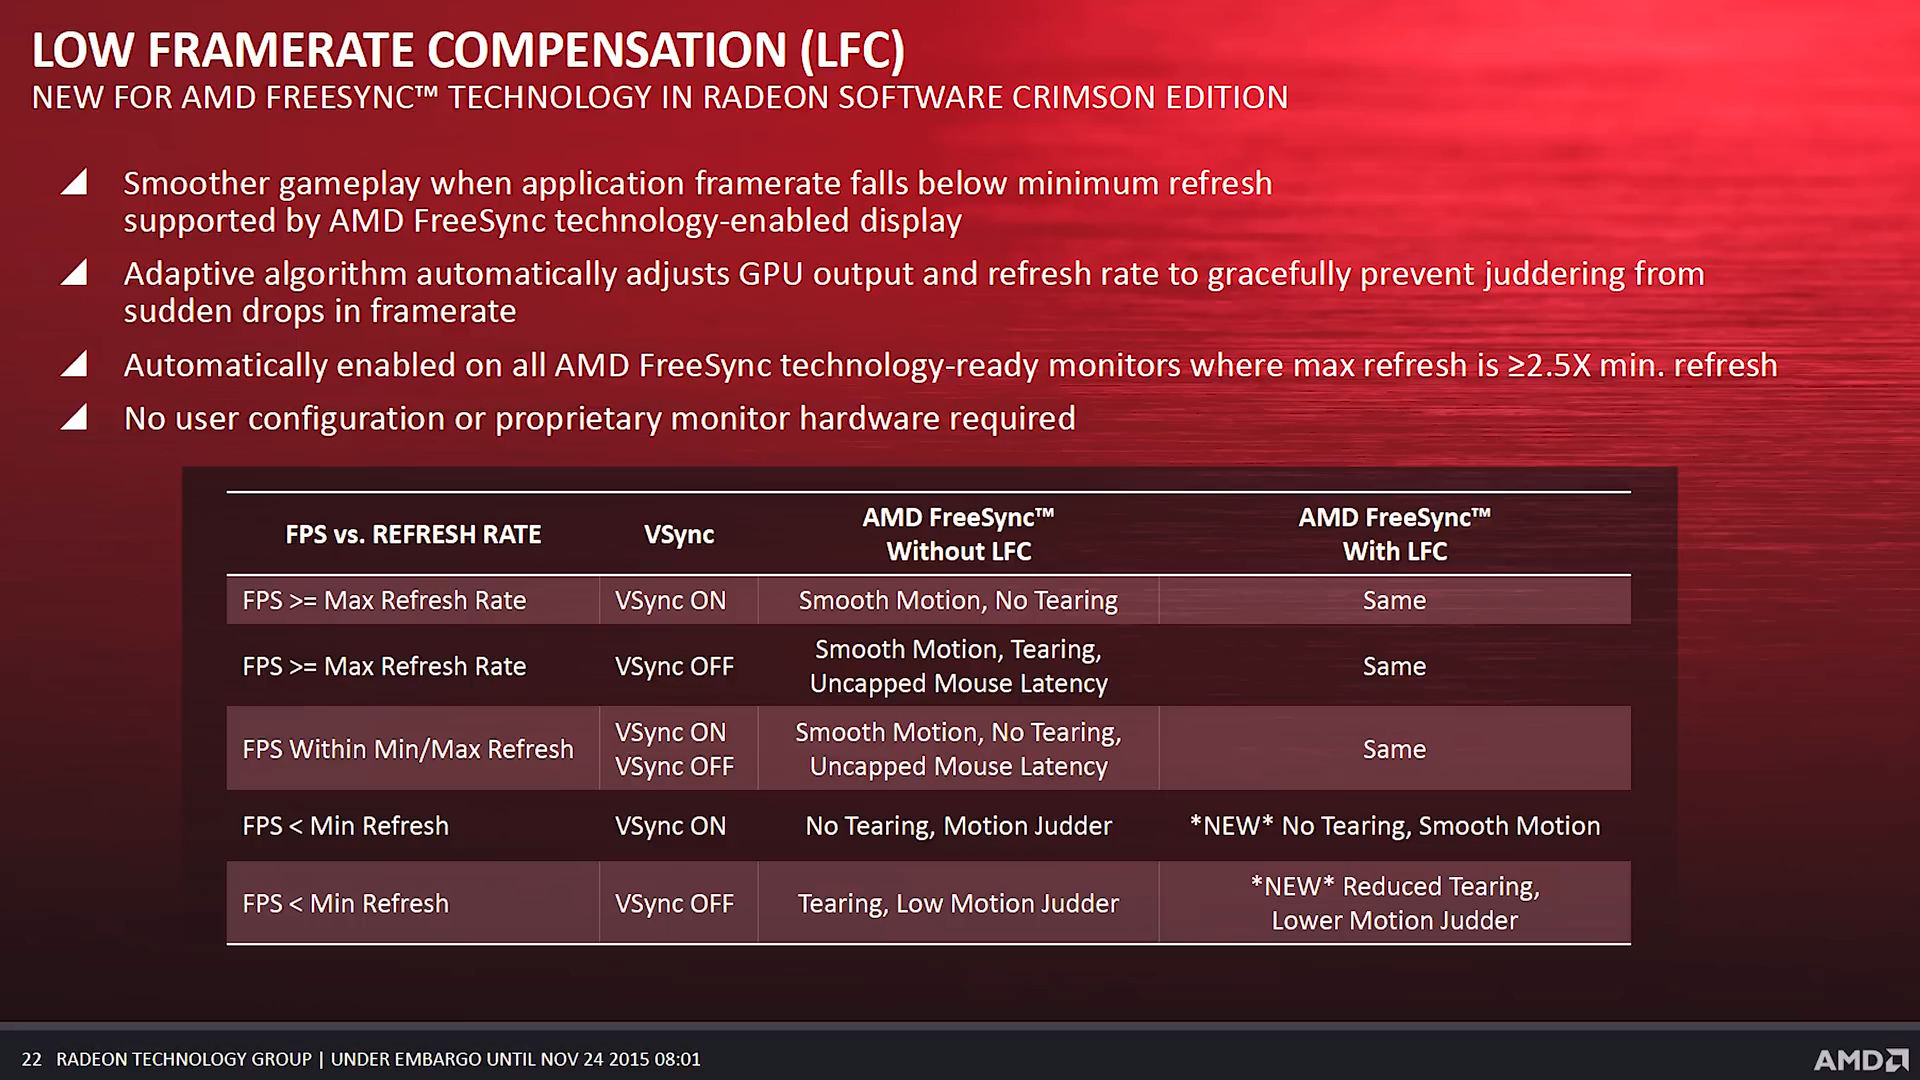 LOW FRAMERATE COMPENSATION (LFC)
NEW FOR AMD FREESYNC™ TECHNOLOGY IN RADEON SOFTWARE CRIMSON EDITION
Smoother gameplay when application framerate falls below minimum refresh
supported by AMD FreeSync technology-enabled display
Adaptive algorithm automatically adjusts GPU output and refresh rate to gracefully prevent juddering from
sudden drops in framerate
Automatically enabled on all AMD FreeSync technology-ready monitors where max refresh is ≥2.5X min. refresh
No user configuration or proprietary monitor hardware required
FPS vs. REFRESH RATE
VSync
AMD FreeSync™
Without LFC
AMD FreeSync™
With LFC
FPS >= Max Refresh Rate
VSync ON
Smooth Motion, No Tearing
Same
FPS >= Max Refresh Rate
VSync OFF
Smooth Motion, Tearing,
Uncapped Mouse Latency
Same
FPS Within Min/Max Refresh
VSync ON
VSync OFF
Smooth Motion, No Tearing,
Uncapped Mouse Latency
Same
FPS < Min Refresh
VSync ON
No Tearing, Motion Judder
*NEW* No Tearing, Smooth Motion
FPS < Min Refresh
VSync OFF
Tearing, Low Motion Judder
*NEW* Reduced Tearing,
Lower Motion Judder
22 RADEON TECHNOLOGY GROUP | UNDER EMBARGO UNTIL NOV 24 2015 08:01
AMD